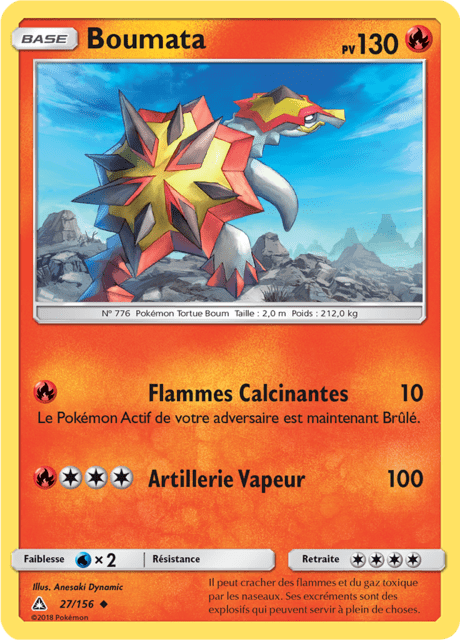 BASE Boumata PV130
N° 776 Pokémon Tortue Boum Taille : 2,0 m Poids : 212,0 kg
Flammes Calcinantes 10
Le Pokémon Actif de votre adversaire est maintenant Brûlé.
Artillerie Vapeur 100
Faiblesse ×2 Résistance Retraite
Illus. Anesaki Dynamic
27/156
©2018 Pokémon
Il peut cracher des flammes et du gaz toxique
par les naseaux. Ses excréments sont des
explosifs qui peuvent servir à plein de choses.